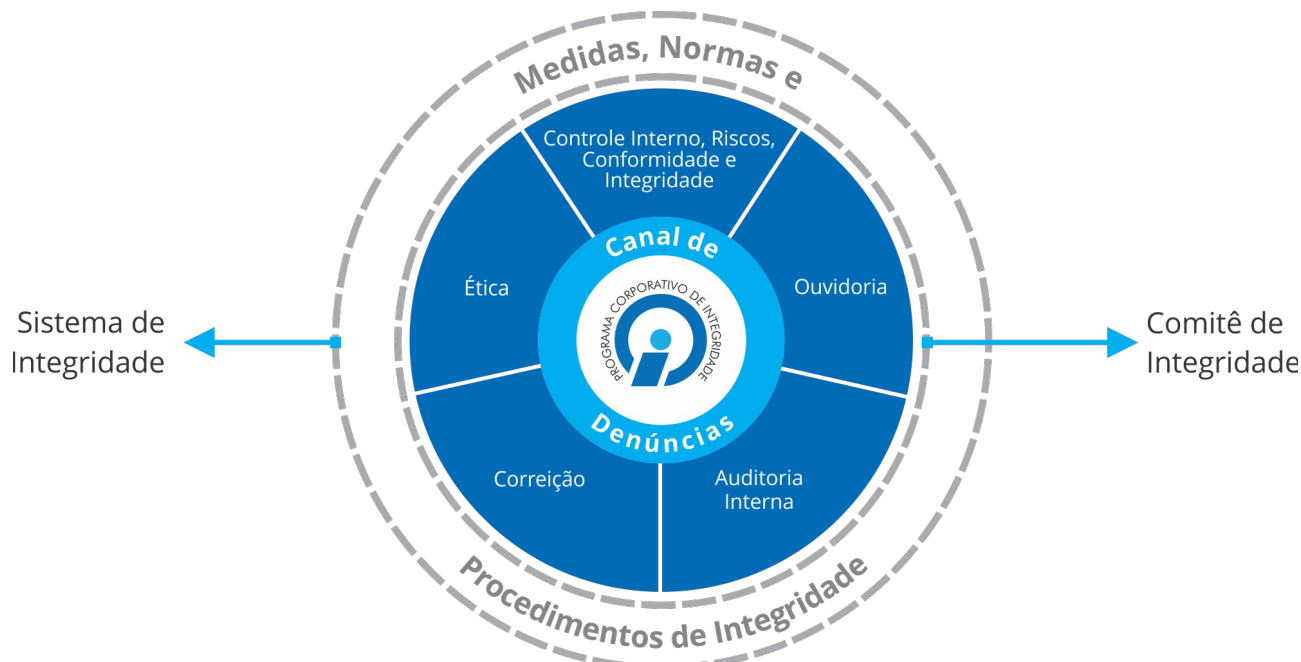 Medidas, Normas e
Controle Interno, Riscos,
Conformidade e
Integridade
Canal de
Ética
Ouvidoria
PROGRAMA CORPORATIVO DE INTEGRIDADE
Sistema de
Integridade
Comitê de
Integridade
Denúncias
Correição
Auditoria
Interna
Procedimentos de Integridade